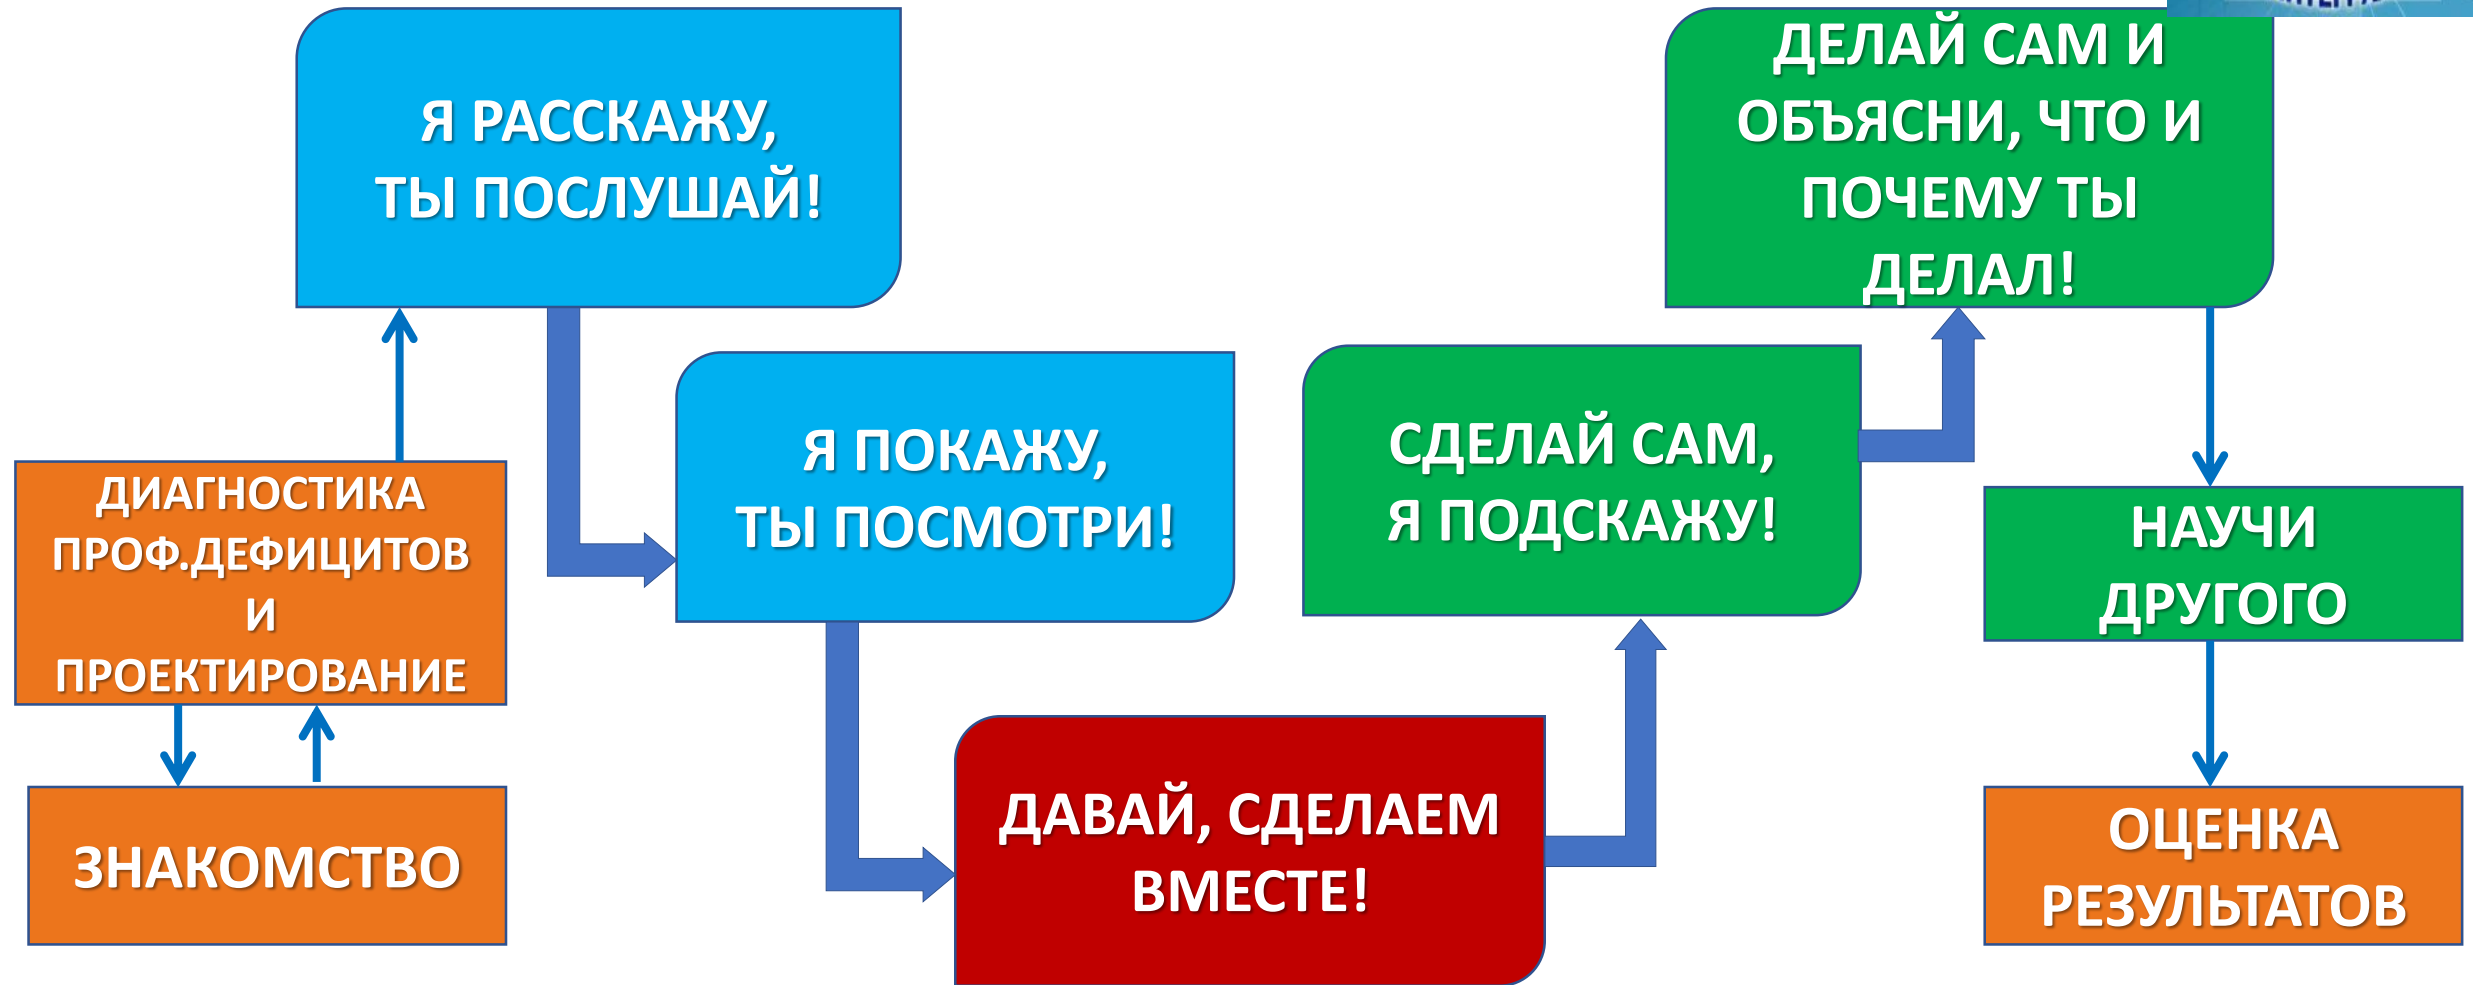 Я РАССКАЖУ,
ТЫ ПОСЛУШАЙ!
Я ПОКАЖУ,
ТЫ ПОСМОТРИ!
ДИАГНОСТИКА
ПРОФ.ДЕФИЦИТОВ
И
ПРОЕКТИРОВАНИЕ
ЗНАКОМСТВО
ДАВАЙ, СДЕЛАЕМ
ВМЕСТЕ!
СДЕЛАЙ САМ,
Я ПОДСКАЖУ!
ДЕЛАЙ САМ И
ОБЪЯСНИ, ЧТО И
ПОЧЕМУ ТЫ
ДЕЛАЛ!
НАУЧИ
ДРУГОГО
ОЦЕНКА
РЕЗУЛЬТАТОВ